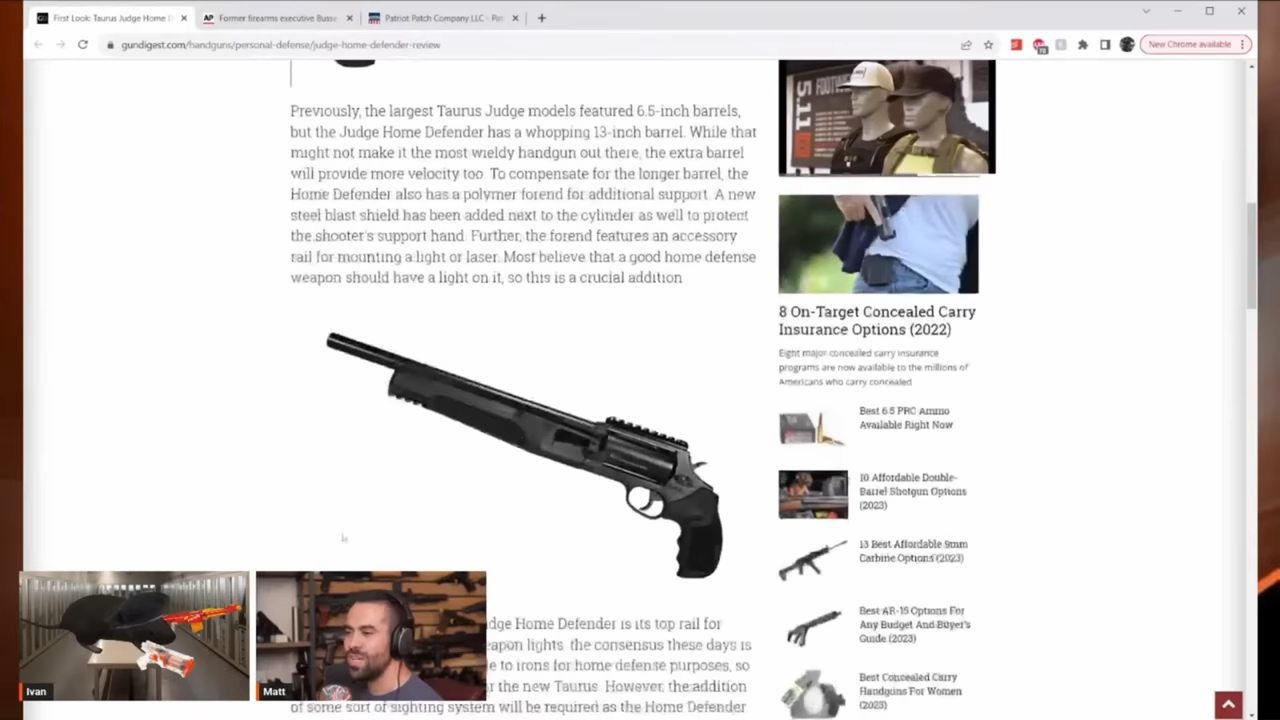 First Look: Taurus Judge Home D
Former firearms executive Busse
Patriot Patch Company LLC - Pat
gundigest.com/handguns/personal-defense/judge-home-defender-review
New Chrome available
Previously, the largest Taurus Judge models featured 6.5-inch barrels,
but the Judge Home Defender has a whopping 13-inch barrel. While that
might not make it the most wieldy handgun out there, the extra barrel
will provide more velocity too. To compensate for the longer barrel, the
Home Defender also has a polymer forend for additional support. A new
steel blast shield has been added next to the cylinder as well to protect
the shooter's support hand. Further, the forend features an accessory
rail for mounting a light or laser. Most believe that a good home defense
weapon should have a light on it, so this is a crucial addition
5.11
8 On-Target Concealed Carry
Insurance Options (2022)
Eight major concealed carry insurance
programs are now available to the millions of
Americans who carry concealed
Best 6.5 PRC Ammo
Available Right Now
10 Affordable Double-
Barrel Shotgun Options
(2023)
13 Best Affordable 9mm
Carbine Options (2023)
Best AR-15 Options For
Any Budget And Buyer's
Guide (2023)
Best Concealed Carry
Handguns For Women
(2023)
dge Home Defender is its top rail for
eapon lights, the consensus these days is
e to irons for home defense purposes, so
r the new Taurus. However, the addition
of some sort of sighting system will be required as the Home Defender
Ivan
Matt